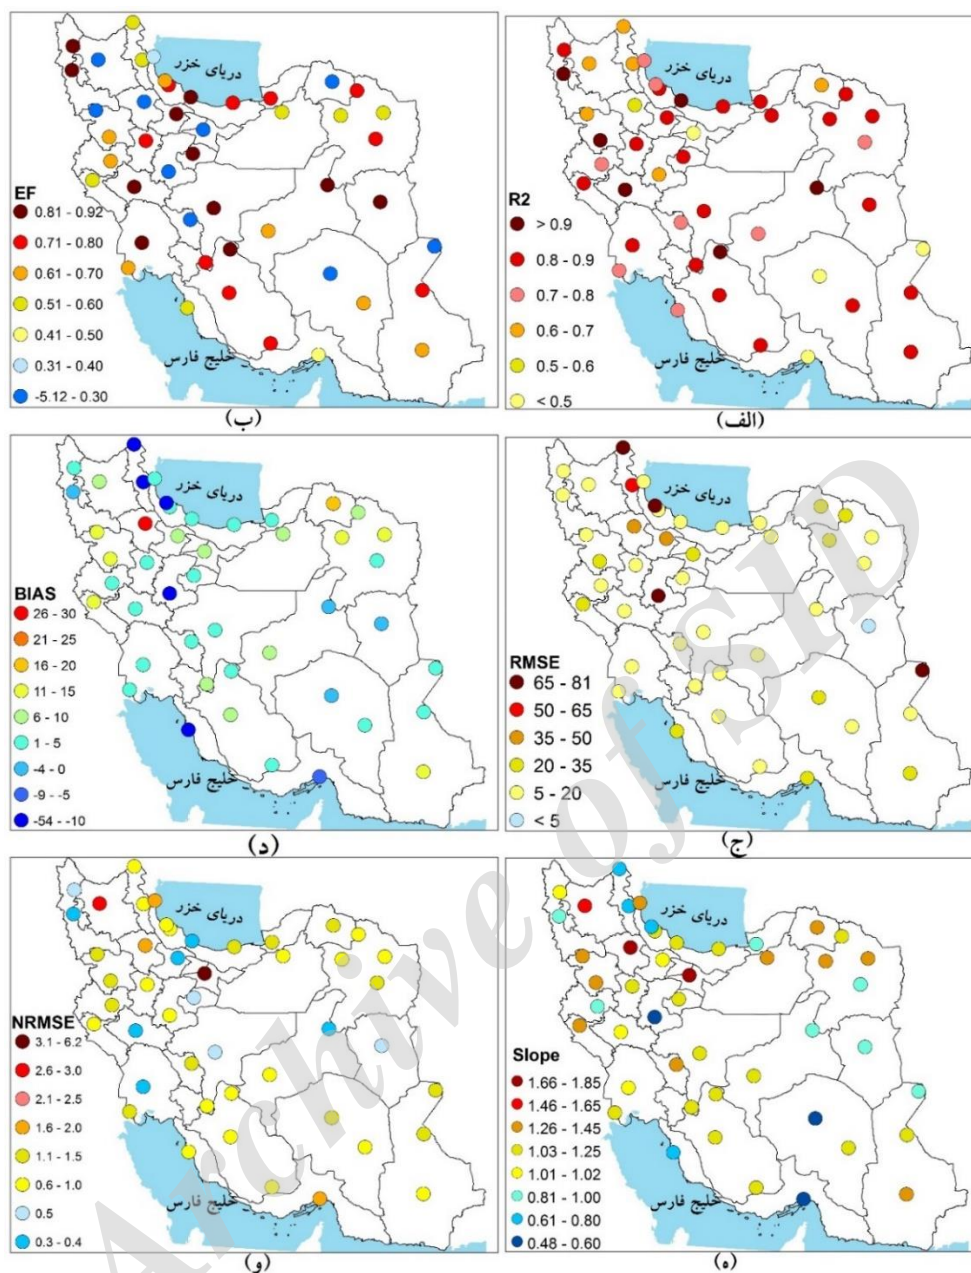 دریای خزر
خلیج فارس
R2
> 0.9
0.8 - 0.9
0.7 - 0.8
0.6 - 0.7
0.5 - 0.6
< 0.5
(الف)
دریای خزر
خلیج فارس
EF
0.81 - 0.92
0.71 - 0.80
0.61 - 0.70
0.51 - 0.60
0.41 - 0.50
0.31 - 0.40
-5.12 - 0.30
(ب)
دریای خزر
خلیج فارس
RMSE
65 - 81
50 - 65
35 - 50
20 - 35
5 - 20
< 5
(ج)
دریای خزر
خلیج فارس
BIAS
26 - 30
21 - 25
16 - 20
11 - 15
6 - 10
1 - 5
-4 - 0
-9 - -5
-54 - -10
(د)
دریای خزر
خلیج فارس
Slope
1.66 - 1.85
1.46 - 1.65
1.26 - 1.45
1.03 - 1.25
1.01 - 1.02
0.81 - 1.00
0.61 - 0.80
0.48 - 0.60
(ه)
دریای خزر
خلیج فارس
NRMSE
3.1 - 6.2
2.6 - 3.0
2.1 - 2.5
1.6 - 2.0
1.1 - 1.5
0.6 - 1.0
0.5
0.3 - 0.4
(و)
Archive of SID